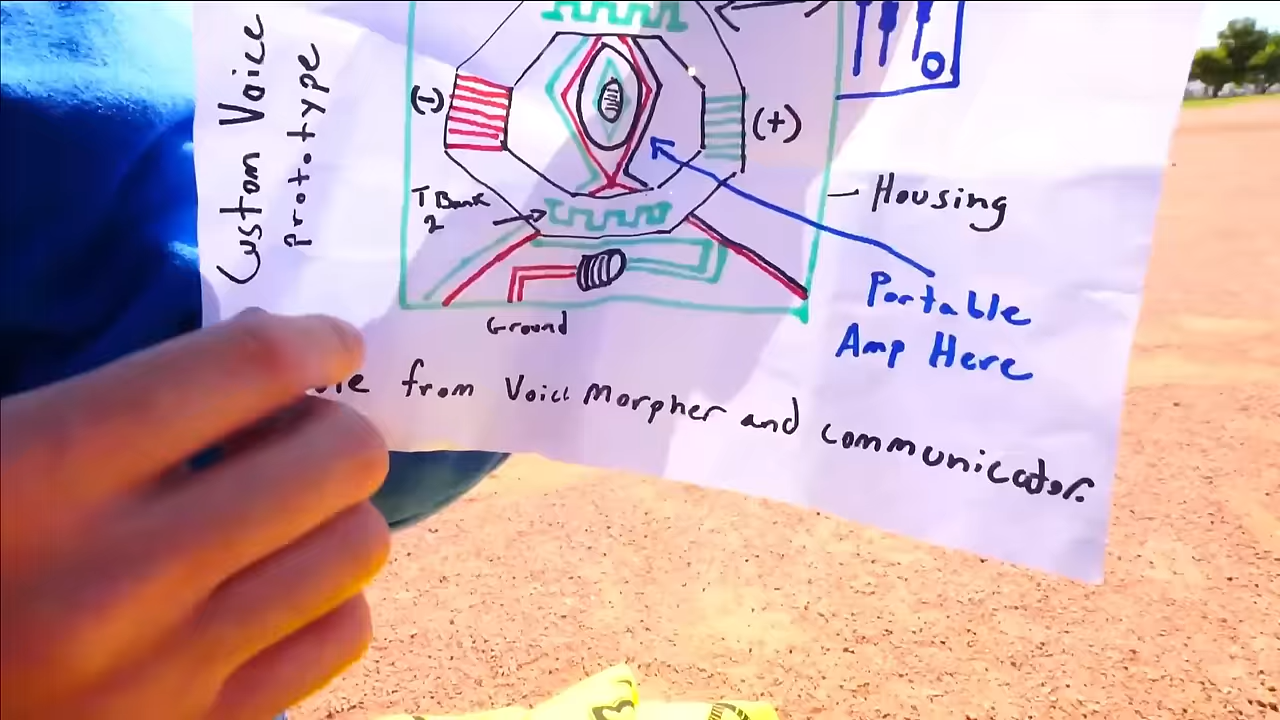 Custom Voice
prototype
(-)
(+)
T Bank
2
Housing
Portable
Amp Here
Ground
from Voice Morpher and communicator.